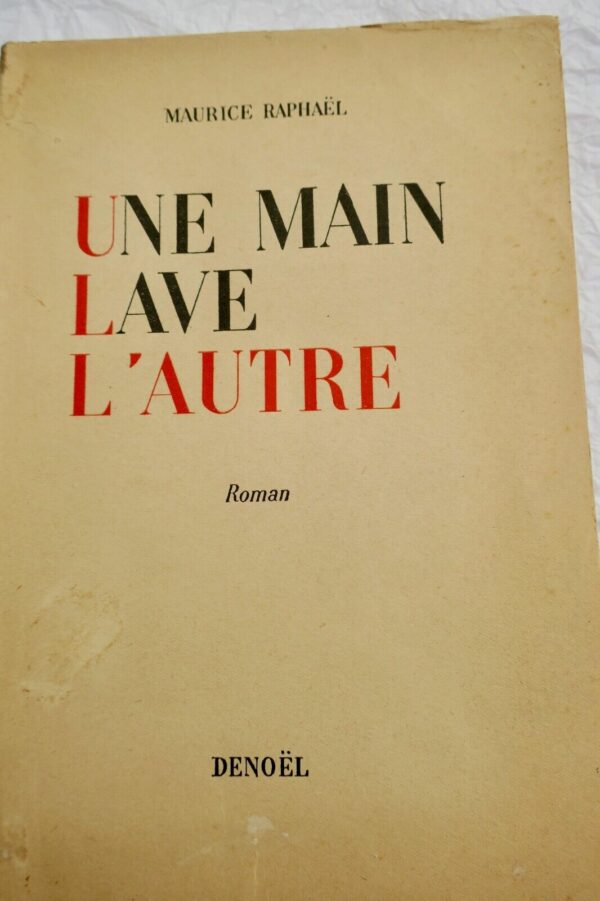 MAURICE RAPHAËL
UNE MAIN
LAVE
L'AUTRE
Roman
DENOËL